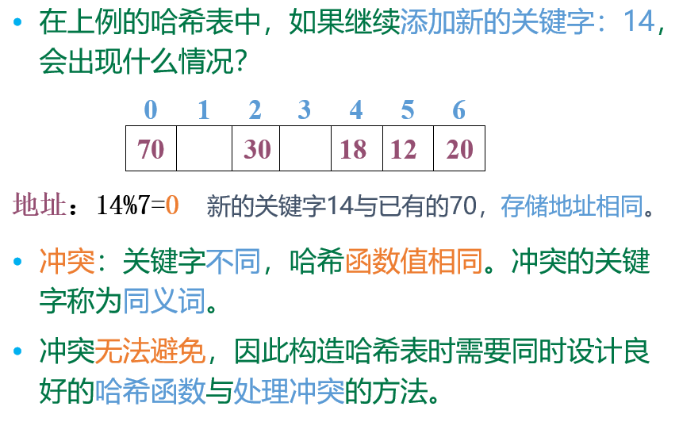 • 在上例的哈希表中，如果继续添加新的关键字：14，
会出现什么情况？
0 1 2 3 4 5 6
70 30 18 12 20
地址：14%7=0 新的关键字14与已有的70，存储地址相同。
• 冲突：关键字不同，哈希函数值相同。冲突的关键
字称为同义词。
• 冲突无法避免，因此构造哈希表时需要同时设计良
好的哈希函数与处理冲突的方法。